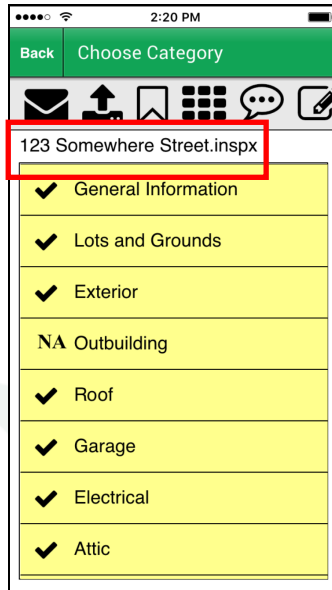 2:20 PM
Back Choose Category
123 Somewhere Street.inspx
General Information
Lots and Grounds
Exterior
NA Outbuilding
Roof
Garage
Electrical
Attic